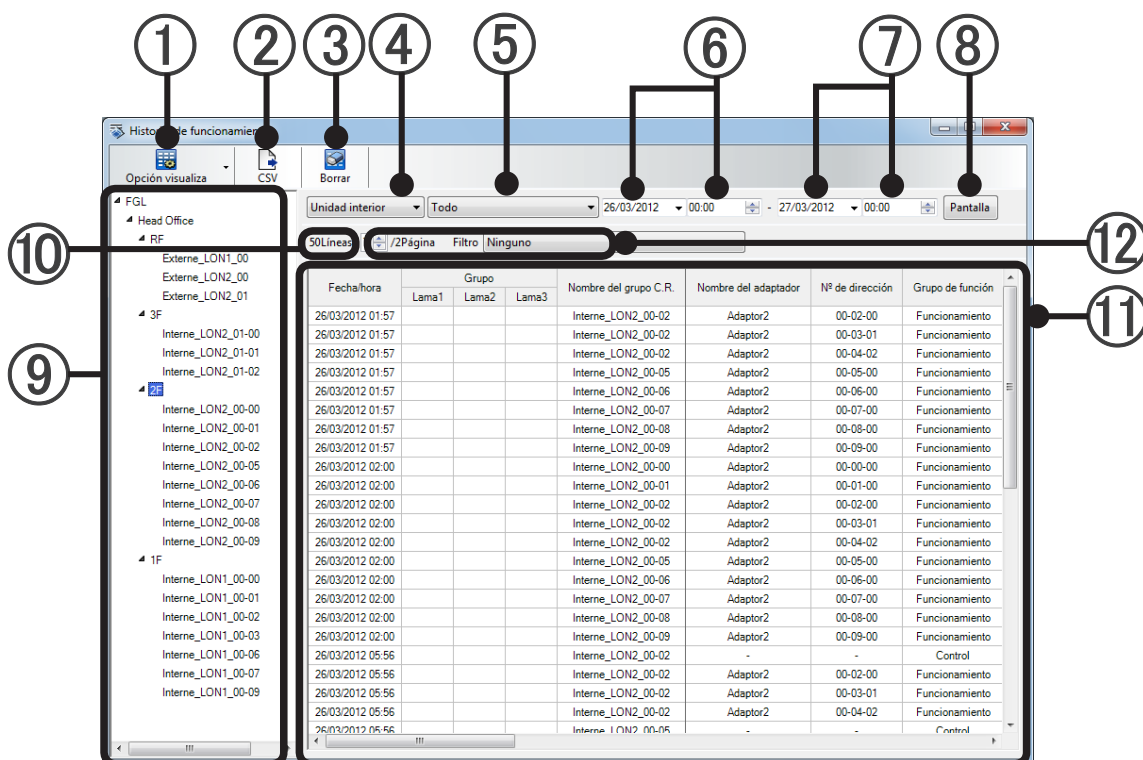 ① ② ③ ④ ⑤ ⑥ ⑦ ⑧
Opción visualiza CSV Borrar
Unidad interior Todo 26/03/2012 00:00 - 27/03/2012 00:00 Pantalla
50Líneas /2Página Filtro Ninguno
⑩ ⑫ ⑨ ⑪
FGL
Head Office
RF
Externe_LON1_00
Externe_LON2_00
Externe_LON2_01
3F
Interne_LON2_01-00
Interne_LON2_01-01
Interne_LON2_01-02
2F
Interne_LON2_00-00
Interne_LON2_00-01
Interne_LON2_00-02
Interne_LON2_00-05
Interne_LON2_00-06
Interne_LON2_00-07
Interne_LON2_00-08
Interne_LON2_00-09
1F
Interne_LON1_00-00
Interne_LON1_00-01
Interne_LON1_00-02
Interne_LON1_00-03
Interne_LON1_00-06
Interne_LON1_00-07
Interne_LON1_00-09
Fecha/hora Grupo Nombre del grupo C.R. Nombre del adaptador Nº de dirección Grupo de función
Lama1 Lama2 Lama3
26/03/2012 01:57 Interne_LON2_00-02 Adaptor2 00-02-00 Funcionamiento
26/03/2012 01:57 Interne_LON2_00-02 Adaptor2 00-03-01 Funcionamiento
26/03/2012 01:57 Interne_LON2_00-02 Adaptor2 00-04-02 Funcionamiento
26/03/2012 01:57 Interne_LON2_00-05 Adaptor2 00-05-00 Funcionamiento
26/03/2012 01:57 Interne_LON2_00-06 Adaptor2 00-06-00 Funcionamiento
26/03/2012 01:57 Interne_LON2_00-07 Adaptor2 00-07-00 Funcionamiento
26/03/2012 01:57 Interne_LON2_00-08 Adaptor2 00-08-00 Funcionamiento
26/03/2012 01:57 Interne_LON2_00-09 Adaptor2 00-09-00 Funcionamiento
26/03/2012 02:00 Interne_LON2_00-00 Adaptor2 00-00-00 Funcionamiento
26/03/2012 02:00 Interne_LON2_00-01 Adaptor2 00-01-00 Funcionamiento
26/03/2012 02:00 Interne_LON2_00-02 Adaptor2 00-02-00 Funcionamiento
26/03/2012 02:00 Interne_LON2_00-02 Adaptor2 00-03-01 Funcionamiento
26/03/2012 02:00 Interne_LON2_00-02 Adaptor2 00-04-02 Funcionamiento
26/03/2012 02:00 Interne_LON2_00-05 Adaptor2 00-05-00 Funcionamiento
26/03/2012 02:00 Interne_LON2_00-06 Adaptor2 00-06-00 Funcionamiento
26/03/2012 02:00 Interne_LON2_00-07 Adaptor2 00-07-00 Funcionamiento
26/03/2012 02:00 Interne_LON2_00-08 Adaptor2 00-08-00 Funcionamiento
26/03/2012 02:00 Interne_LON2_00-09 Adaptor2 00-09-00 Funcionamiento
26/03/2012 05:56 Interne_LON2_00-02 - - Control
26/03/2012 05:56 Interne_LON2_00-02 Adaptor2 00-02-00 Funcionamiento
26/03/2012 05:56 Interne_LON2_00-02 Adaptor2 00-03-01 Funcionamiento
26/03/2012 05:56 Interne_LON2_00-02 Adaptor2 00-04-02 Funcionamiento
26/03/2012 05:56 Interne_LON2_00-05 - - Control